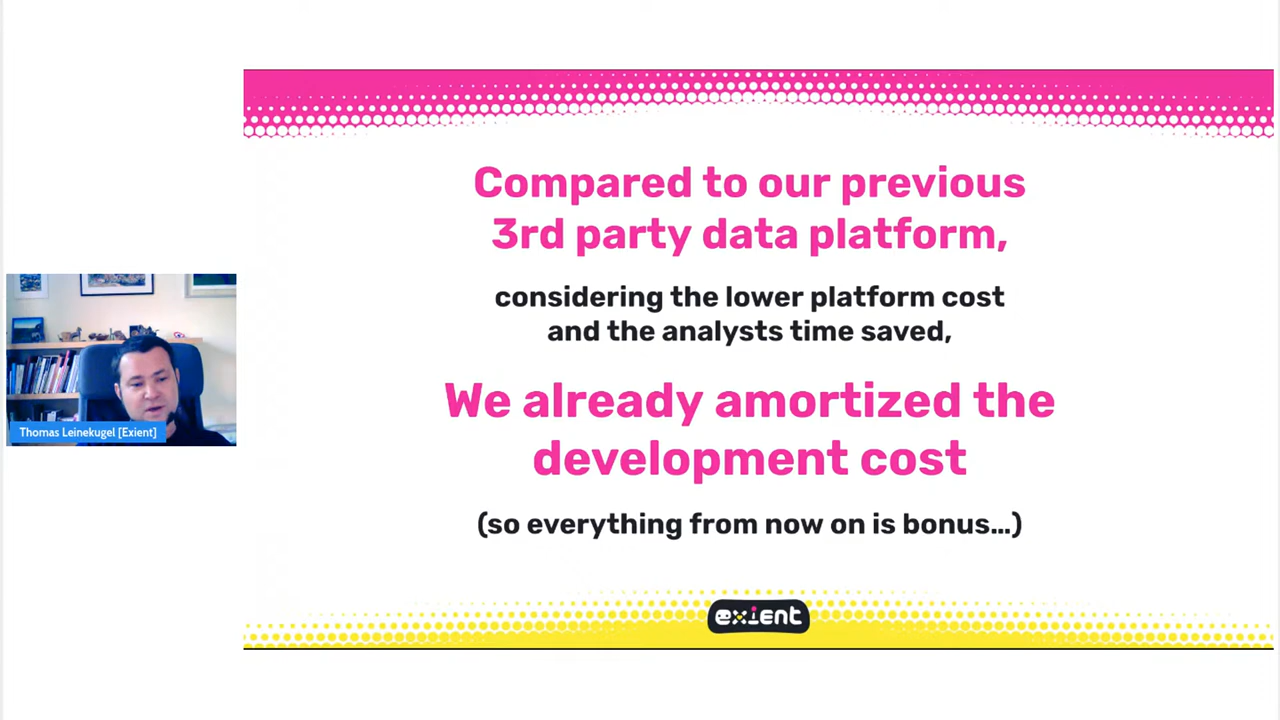 Compared to our previous
3rd party data platform,
considering the lower platform cost
and the analysts time saved,
We already amortized the
development cost
(so everything from now on is bonus...)
exient
Thomas Leinekugel [Exient]